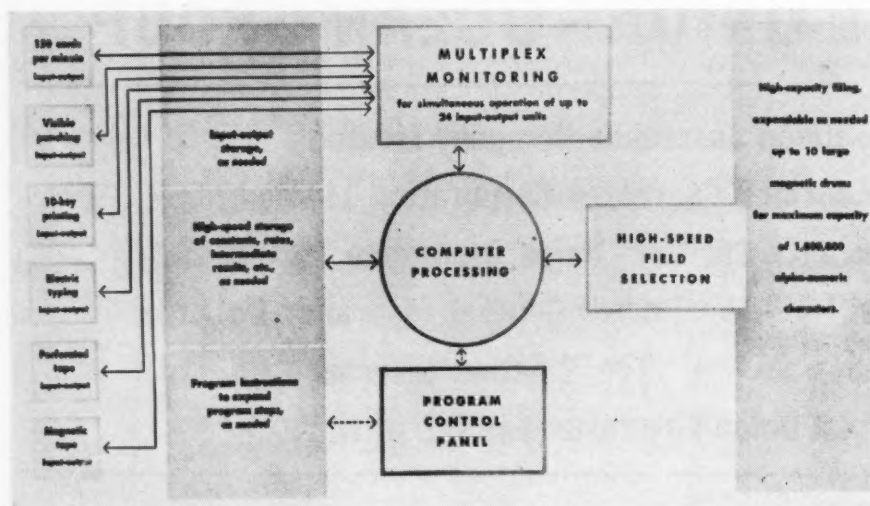 150 cards
per minute
Input-output
Visible
punching
Input-output
10-key
printing
Input-output
Electric
typing
Input-output
Perforated
tape
Input-output
Magnetic
tape
Input-output
Input-output
storage,
as needed
High-speed storage
of constants, rates,
intermediate
results, etc.,
as needed
Program instructions
to expand
program steps,
as needed
MULTIPLEX
MONITORING
for simultaneous operation of up to
24 input-output units
COMPUTER
PROCESSING
PROGRAM
CONTROL
PANEL
HIGH-SPEED
FIELD
SELECTION
High-capacity filing,
expandable as needed
up to 10 large
magnetic drums
for maximum capacity
of 1,800,000
alpha-numeric
characters.